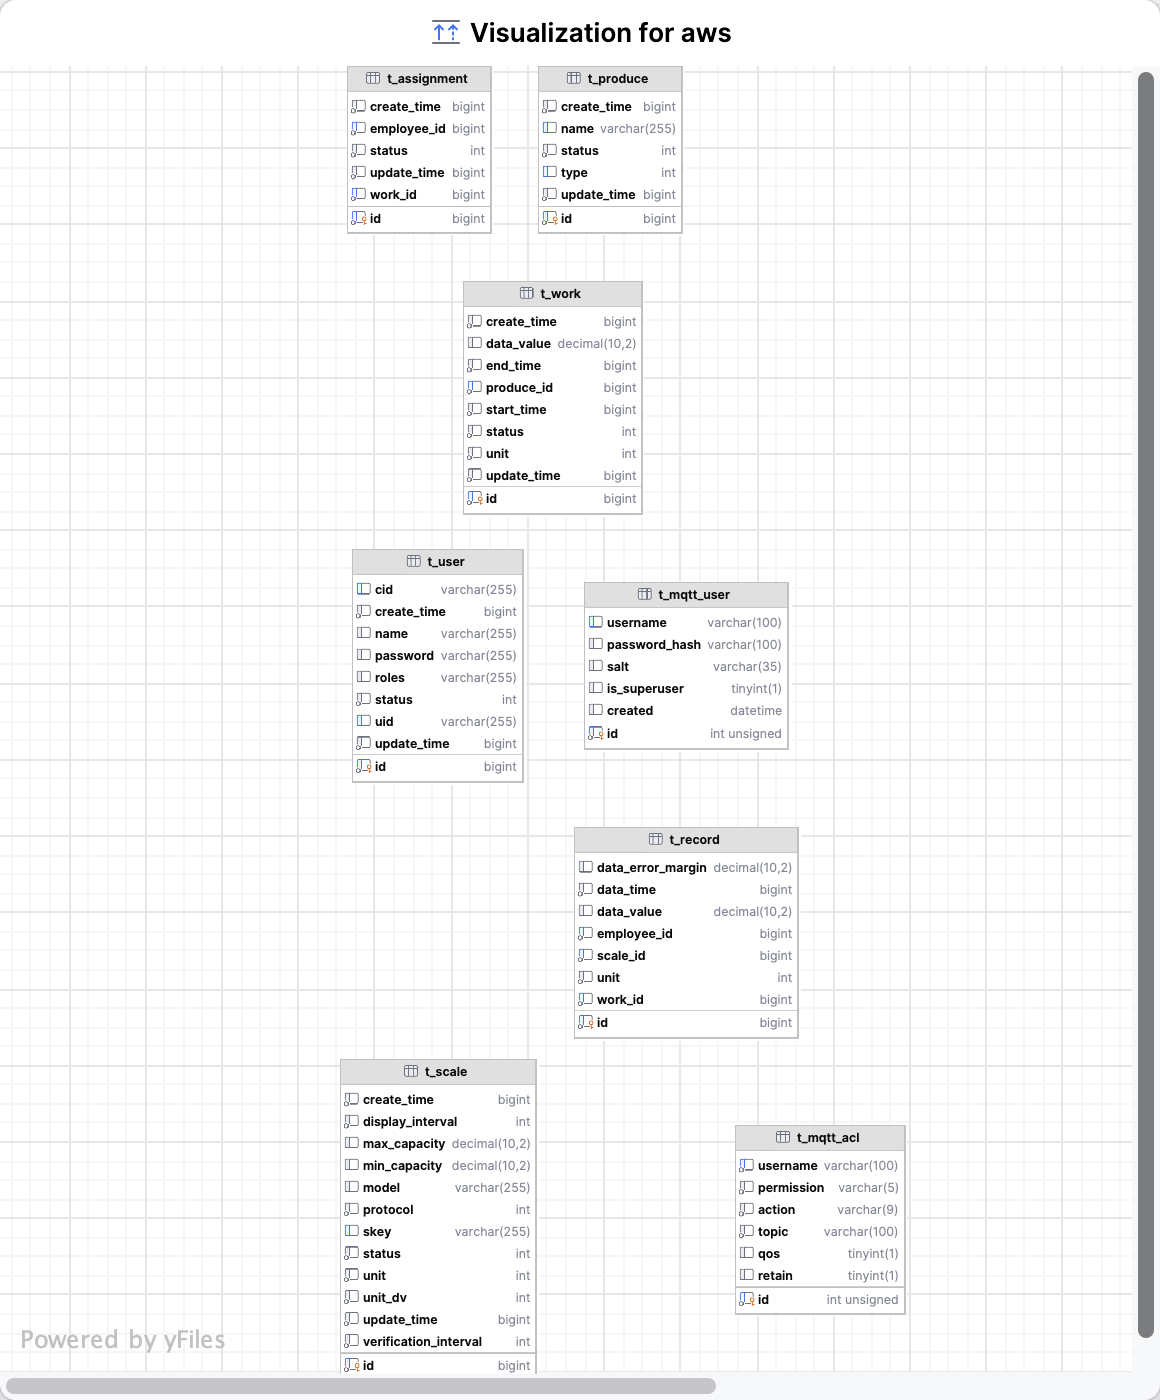 Visualization for aws
t_assignment
create_time bigint
employee_id bigint
status int
update_time bigint
work_id bigint
id bigint
t_produce
create_time bigint
name varchar(255)
status int
type int
update_time bigint
id bigint
t_work
create_time bigint
data_value decimal(10,2)
end_time bigint
produce_id bigint
start_time bigint
status int
unit int
update_time bigint
id bigint
t_user
cid varchar(255)
create_time bigint
name varchar(255)
password varchar(255)
roles varchar(255)
status int
uid varchar(255)
update_time bigint
id bigint
t_mqtt_user
username varchar(100)
password_hash varchar(100)
salt varchar(35)
is_superuser tinyint(1)
created datetime
id int unsigned
t_record
data_error_margin decimal(10,2)
data_time bigint
data_value decimal(10,2)
employee_id bigint
scale_id bigint
unit int
work_id bigint
id bigint
t_scale
create_time bigint
display_interval int
max_capacity decimal(10,2)
min_capacity decimal(10,2)
model varchar(255)
protocol int
skey varchar(255)
status int
unit int
unit_dv int
update_time bigint
verification_interval int
id bigint
t_mqtt_acl
username varchar(100)
permission varchar(5)
action varchar(9)
topic varchar(100)
qos tinyint(1)
retain tinyint(1)
id int unsigned
Powered by yFiles